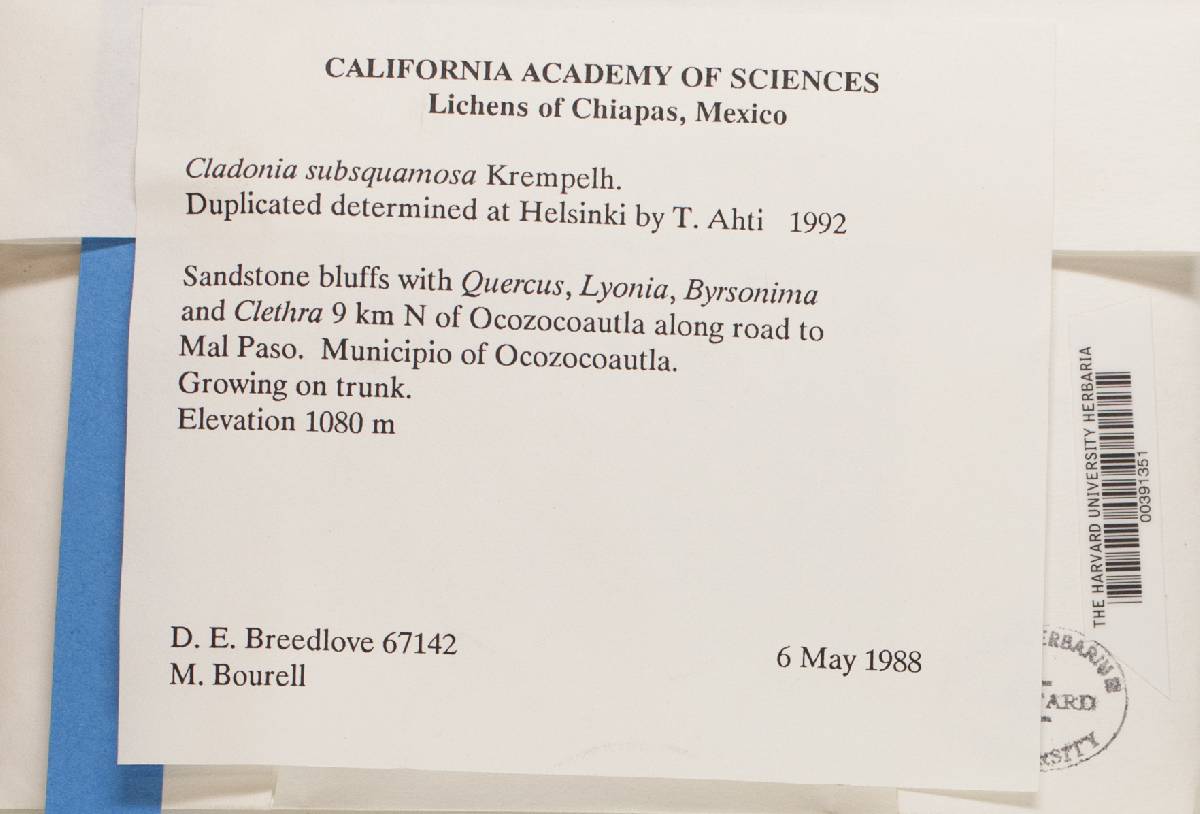 CALIFORNIA ACADEMY OF SCIENCES
Lichens of Chiapas, Mexico
Cladonia subsquamosa Krempelh.
Duplicated determined at Helsinki by T. Ahti 1992
Sandstone bluffs with Quercus, Lyonia, Byrsonima
and Clethra 9 km N of Ocozocoautla along road to
Mal Paso. Municipio of Ocozocoautla.
Growing on trunk.
Elevation 1080 m
D. E. Breedlove 67142
M. Bourell
6 May 1988
THE HARVARD UNIVERSITY HERBARIA
00391351